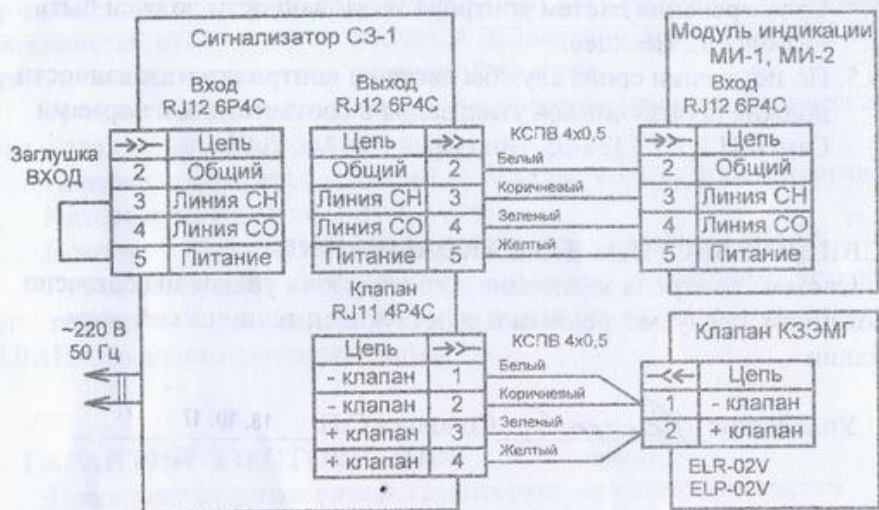 Сигнализатор СЗ-1
Вход
RJ12 6P4C
Цепь
2 Общий
3 Линия СН
4 Линия СО
5 Питание
Заглушка
ВХОД
~220 В
50 Гц
Выход
RJ12 6P4C
Цепь
Общий 2
Линия СН 3
Линия СО 4
Питание 5
Клапан
RJ11 4P4C
Цепь
- клапан 1
- клапан 2
+ клапан 3
+ клапан 4
КСПВ 4х0,5
Белый
Коричневый
Зеленый
Желтый
КСПВ 4х0,5
Белый
Коричневый
Зеленый
Желтый
Модуль индикации
МИ-1, МИ-2
Вход
RJ12 6P4C
Цепь
2 Общий
3 Линия СН
4 Линия СО
5 Питание
Клапан КЗЭМГ
Цепь
1 - клапан
2 + клапан
ELR-02V
ELP-02V